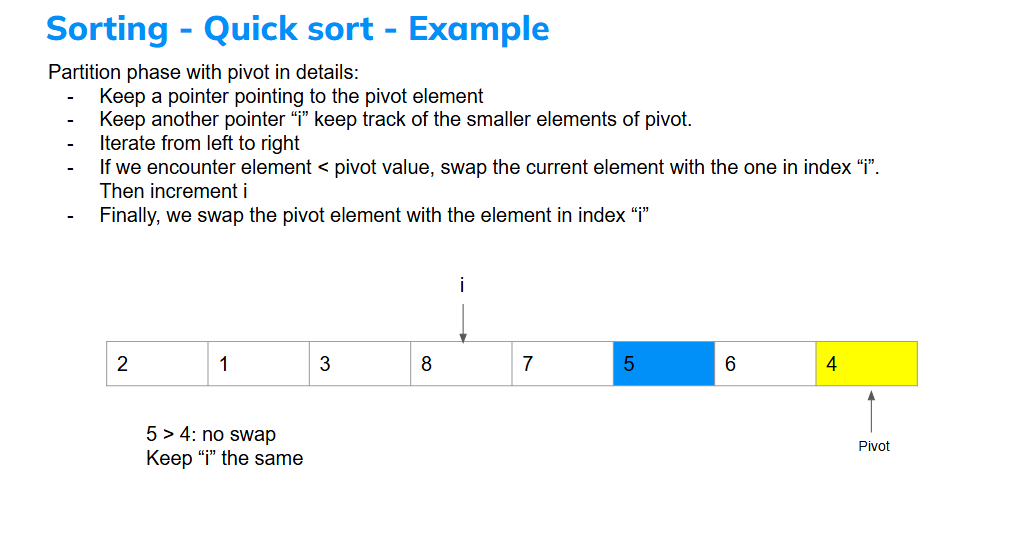 Sorting - Quick sort - Example
Partition phase with pivot in details:
- Keep a pointer pointing to the pivot element
- Keep another pointer “i” keep track of the smaller elements of pivot.
- Iterate from left to right
- If we encounter element < pivot value, swap the current element with the one in index “i”.
Then increment i
- Finally, we swap the pivot element with the element in index “i”
i
2 1 3 8 7 5 6 4
5 > 4: no swap
Keep “i” the same
Pivot